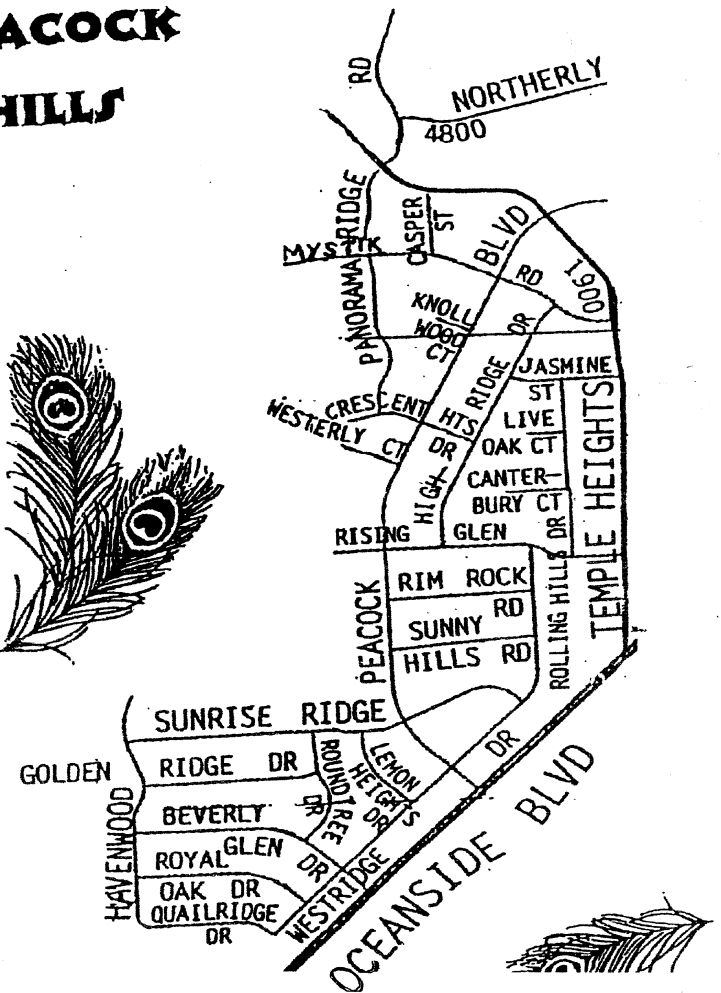 ACOCK
HILLS
RD
NORTHERLY
4800
PANORAMA RIDGE
MYSTIK
CASPER
ST
BLVD
RD
1900
KNOLL
WOOD
CT
DR
HIGH-
RIDGE
JASMINE
ST
LIVE
OAK CT
CANTER-
BURY CT
CRESCENT HTS
DR
WESTERLY CT
TEMPLE HEIGHTS
RISING GLEN
RIM ROCK
RD
SUNNY
HILLS RD
PEACOCK
ROLLING HILLS DR
SUNRISE RIDGE
GOLDEN RIDGE DR
ROUNDTREE
DR
LEMON
HEIGHTS
DR
BEVERLY
GLEN DR
ROYAL
OAK DR
QUAILRIDGE
DR
HAVENWOOD
WESTRIDGE
DR
OCEANSIDE BLVD